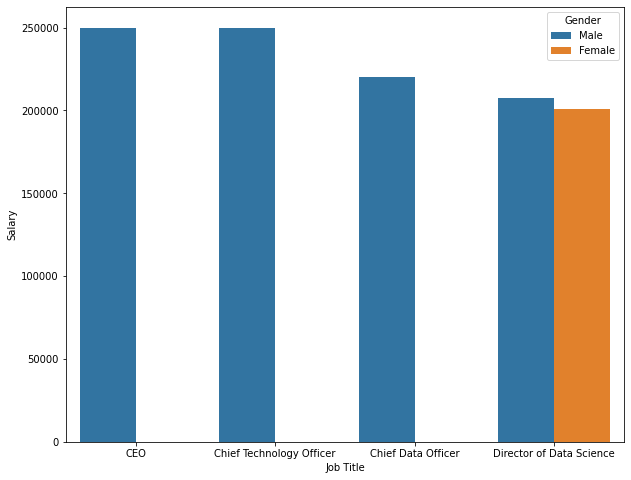 Gender
Male
Female
250000
200000
150000
100000
50000
0
Salary
CEO
Chief Technology Officer
Chief Data Officer
Director of Data Science
Job Title